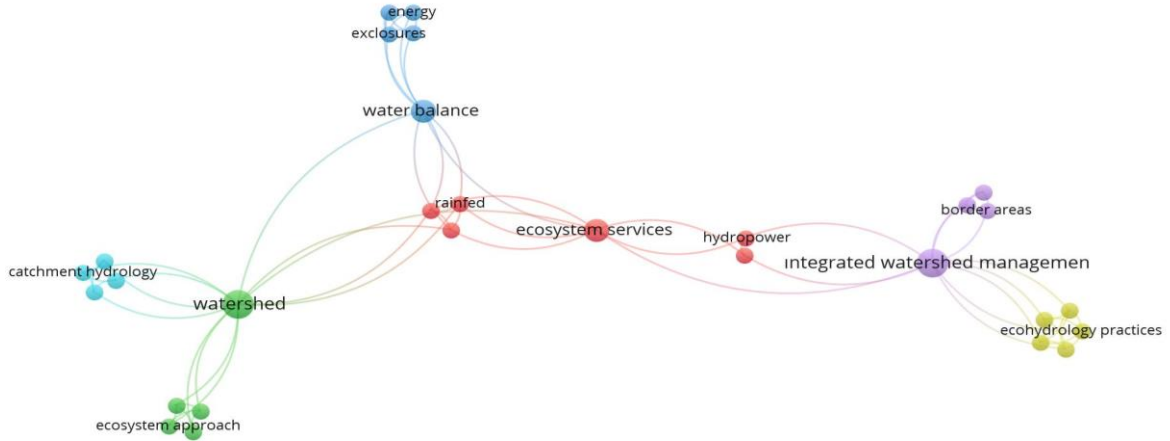 energy
exclosures
water balance
rainfed
ecosystem services
hydropower
border areas
integrated watershed managemen
catchment hydrology
watershed
ecohydrology practices
ecosystem approach